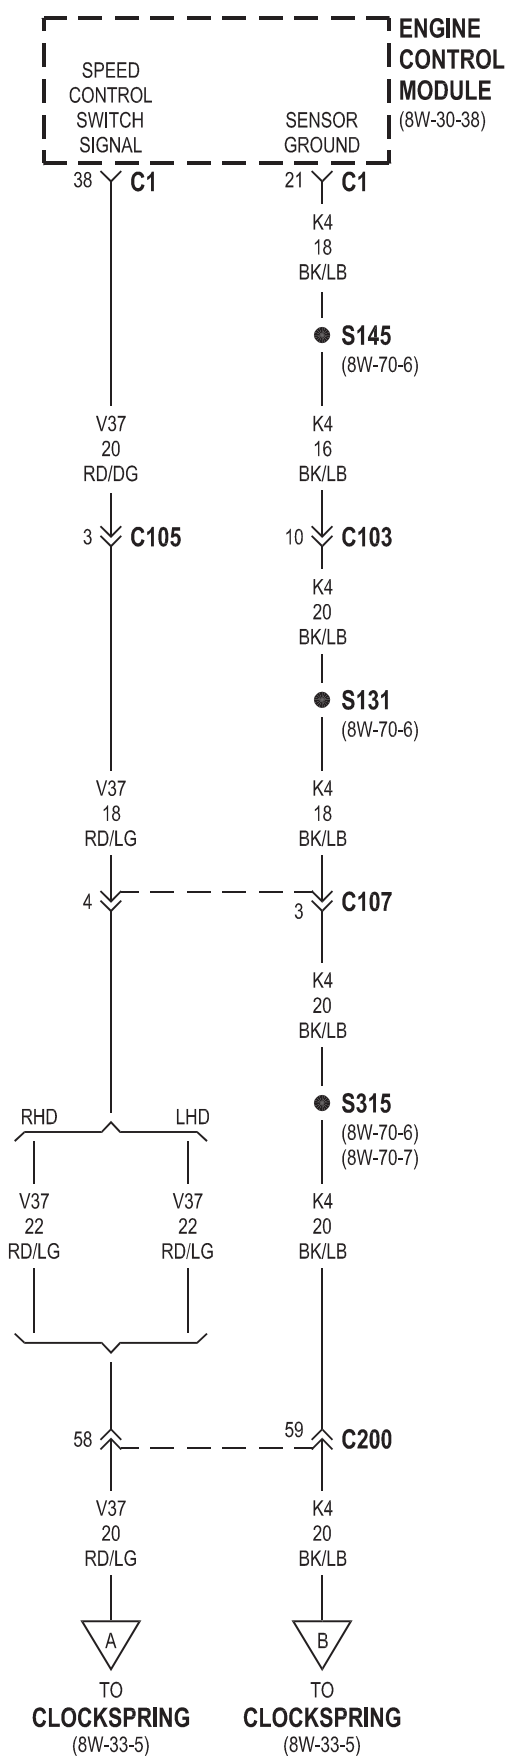 ENGINE
CONTROL
MODULE
(8W-30-38)
SPEED
CONTROL
SWITCH
SIGNAL
SENSOR
GROUND
38 C1
21 C1
K4
18
BK/LB
S145
(8W-70-6)
V37
20
RD/DG
K4
16
BK/LB
3 C105
10 C103
K4
20
BK/LB
S131
(8W-70-6)
V37
18
RD/LG
K4
18
BK/LB
4
3 C107
K4
20
BK/LB
S315
(8W-70-6)
(8W-70-7)
RHD LHD
V37
22
RD/LG
V37
22
RD/LG
K4
20
BK/LB
58
59 C200
V37
20
RD/LG
K4
20
BK/LB
A
B
TO
CLOCKSPRING
(8W-33-5)
TO
CLOCKSPRING
(8W-33-5)